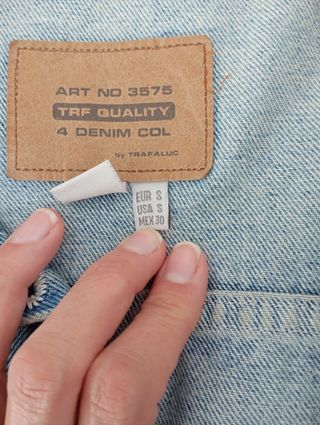 ART NO 3575
TRF QUALITY
4 DENIM COL
by TRAFALUC
EUR S
USA S
MEX 30